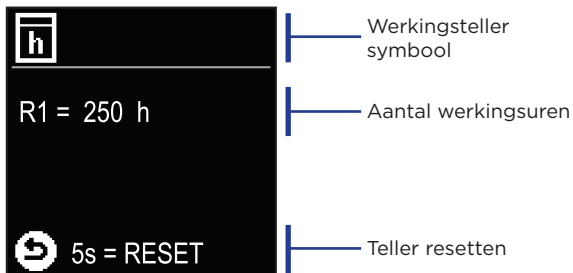 h
Werkingsteller
symbool
R1 = 250 h
Aantal werkingsuren
5s = RESET
Teller resetten